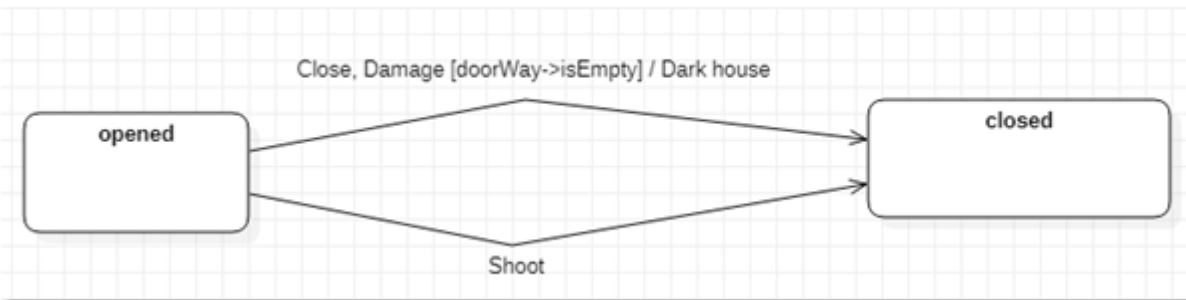 Close, Damage [doorWay->isEmpty] / Dark house
opened
closed
Shoot